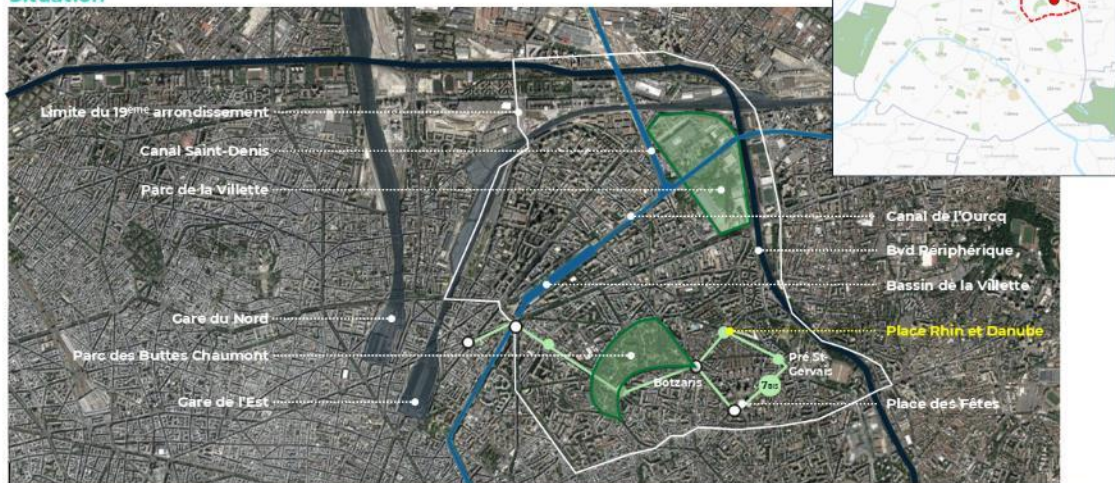 Situation
Limite du 19ème arrondissement
Canal Saint-Denis
Parc de la Villette
Canal de l'Ourcq
Bvd Périphérique
Bassin de la Villette
Gare du Nord
Place Rhin et Danube
Parc des Buttes Chaumont
Pré St-
Gervais
Botzaris
7BIS
Gare de l'Est
Place des Fêtes